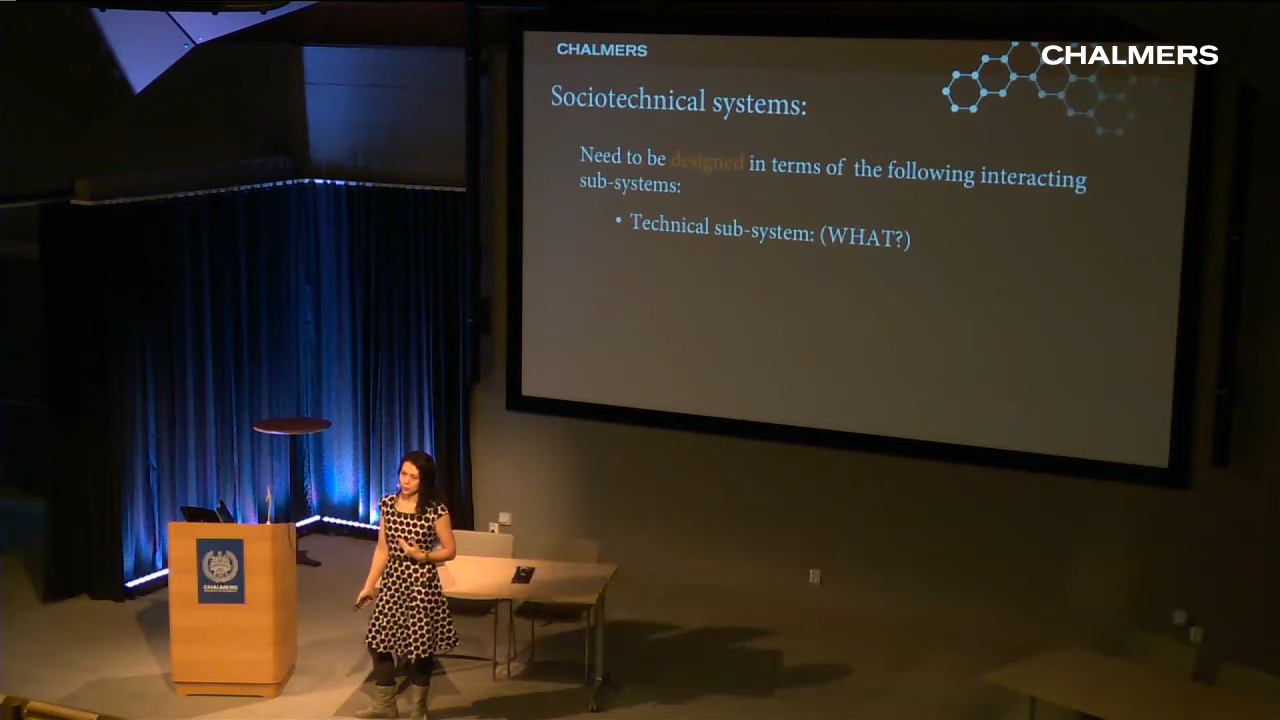 CHALMERS
CHALMERS
Sociotechnical systems:
Need to be designed in terms of the following interacting
sub-systems:
• Technical sub-system: (WHAT?)
CHALMERS